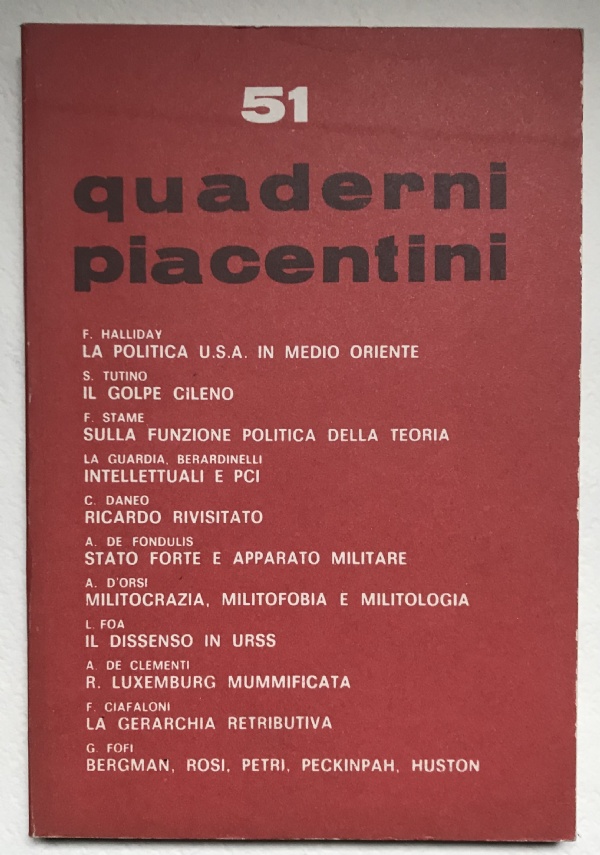 51
quaderni
piacentini
F. HALLIDAY
LA POLITICA U.S.A. IN MEDIO ORIENTE
S. TUTINO
IL GOLPE CILENO
F. STAME
SULLA FUNZIONE POLITICA DELLA TEORIA
LA GUARDIA, BERARDINELLI
INTELLETTUALI E PCI
C. DANEO
RICARDO RIVISITATO
A. DE FONDULIS
STATO FORTE E APPARATO MILITARE
A. D'ORSI
MILITOCRAZIA, MILITOFOBIA E MILITOLOGIA
L. FOA
IL DISSENSO IN URSS
A. DE CLEMENTI
R. LUXEMBURG MUMMIFICATA
F. CIAFALONI
LA GERARCHIA RETRIBUTIVA
G. FOFI
BERGMAN, ROSI, PETRI, PECKINPAH, HUSTON